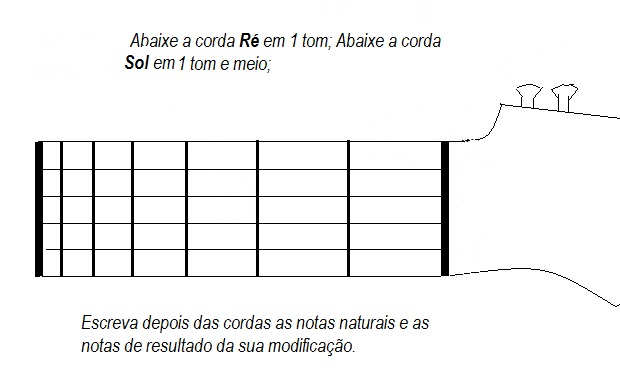 Abaixe a corda Ré em 1 tom; Abaixe a corda
Sol em 1 tom e meio;
Escreva depois das cordas as notas naturais e as
notas de resultado da sua modificação.